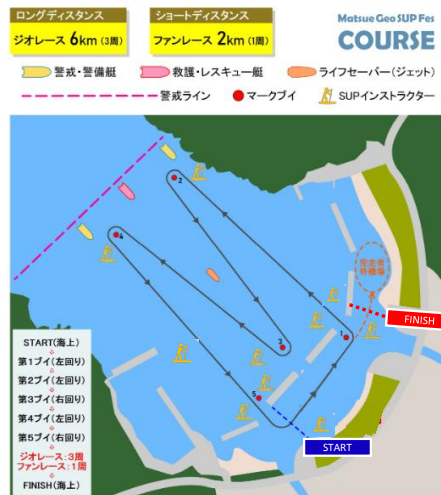 ロングディスタンス
ジオレース 6km (3周)
ショートディスタンス
ファンレース 2km (1周)
Matsue Geo SUP Fes
COURSE
警戒・警備艇
救護・レスキュー艇
ライフセーバー(ジェット)
警戒ライン
マークブイ
SUPインストラクター
2
4
3
1
5
FINISH
START
START(海上)
第1ブイ(左回り)
第2ブイ(左回り)
第3ブイ(右回り)
第4ブイ(左回り)
第5ブイ(右回り)
ジオレース:3周
ファンレース:1周
FINISH(海上)